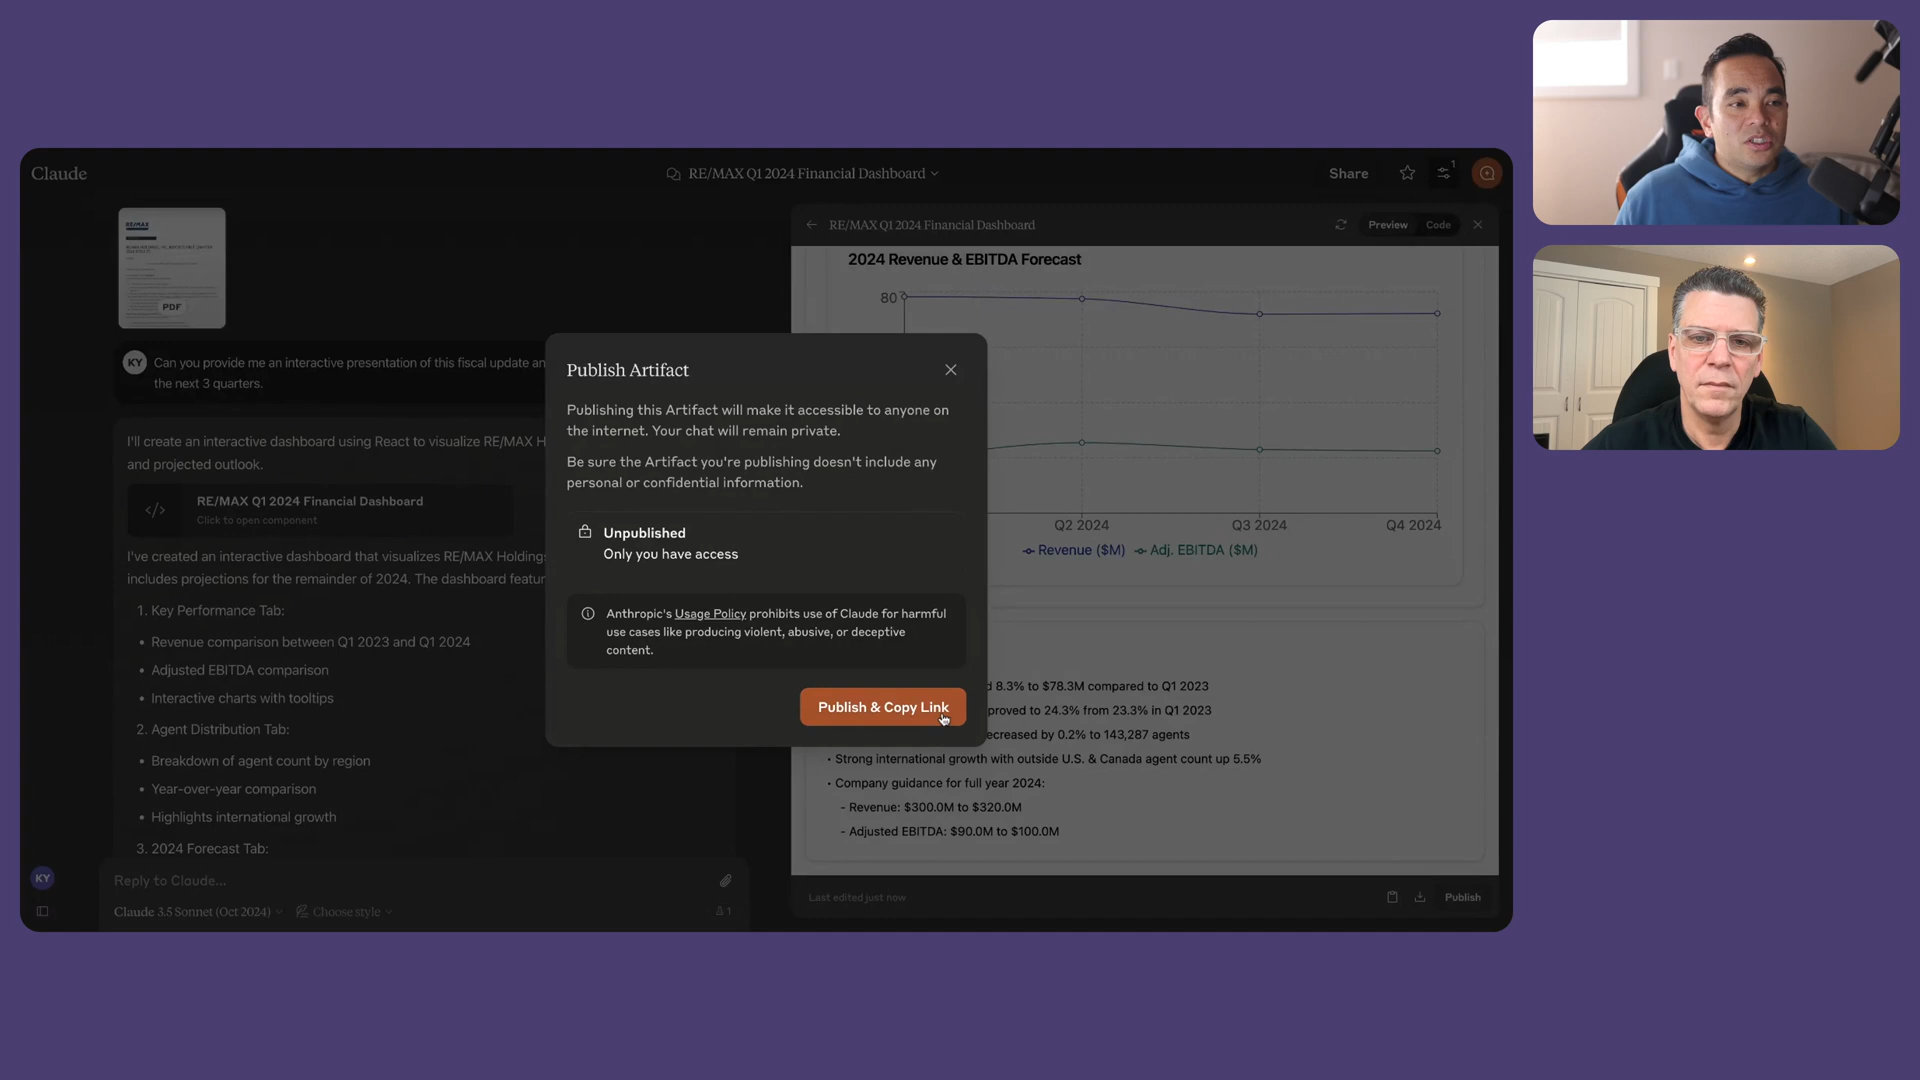 Claude
RE/MAX Q1 2024 Financial Dashboard
Share
1
RE/MAX
PDF
KY
Can you provide me an interactive presentation of this fiscal update an
the next 3 quarters.
I'll create an interactive dashboard using React to visualize RE/MAX H
and projected outlook.
</>
RE/MAX Q1 2024 Financial Dashboard
Click to open component
I've created an interactive dashboard that visualizes RE/MAX Holdings
includes projections for the remainder of 2024. The dashboard featur
1. Key Performance Tab:
• Revenue comparison between Q1 2023 and Q1 2024
• Adjusted EBITDA comparison
• Interactive charts with tooltips
2. Agent Distribution Tab:
• Breakdown of agent count by region
• Year-over-year comparison
• Highlights international growth
3. 2024 Forecast Tab:
KY
Reply to Claude...
Claude 3.5 Sonnet (Oct 2024)
Choose style
1
Publish Artifact
Publishing this Artifact will make it accessible to anyone on
the internet. Your chat will remain private.
Be sure the Artifact you're publishing doesn't include any
personal or confidential information.
Unpublished
Only you have access
Anthropic's Usage Policy prohibits use of Claude for harmful
use cases like producing violent, abusive, or deceptive
content.
Publish & Copy Link
RE/MAX Q1 2024 Financial Dashboard
Preview
Code
2024 Revenue & EBITDA Forecast
80
Q2 2024
Q3 2024
Q4 2024
Revenue ($M)
Adj. EBITDA ($M)
d 8.3% to $78.3M compared to Q1 2023
proved to 24.3% from 23.3% in Q1 2023
ecreased by 0.2% to 143,287 agents
• Strong international growth with outside U.S. & Canada agent count up 5.5%
• Company guidance for full year 2024:
- Revenue: $300.0M to $320.0M
- Adjusted EBITDA: $90.0M to $100.0M
Last edited just now
Publish